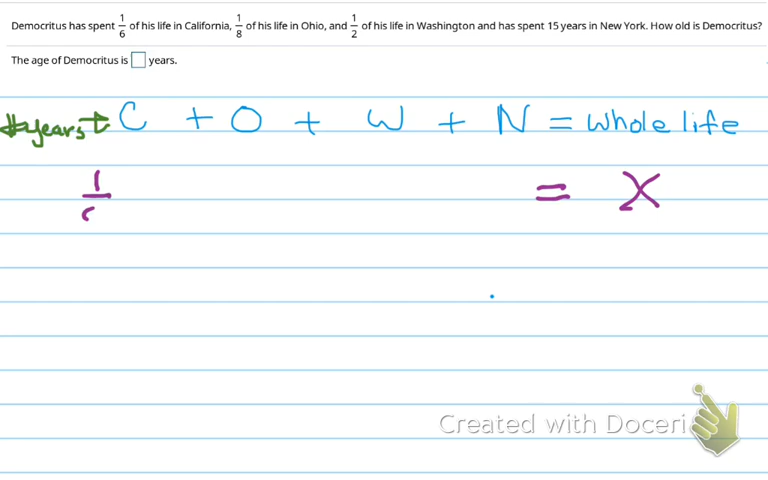 Democritus has spent 1/6 of his life in California, 1/8 of his life in Ohio, and 1/2 of his life in Washington and has spent 15 years in New York. How old is Democritus?
The age of Democritus is years.
#years → C + O + W + N = whole life
1 = X
Created with Doceri